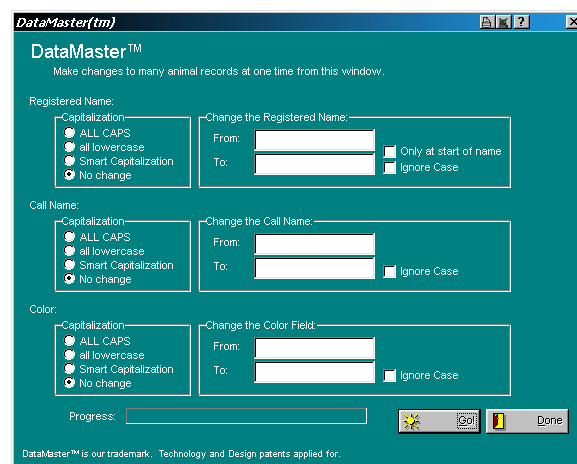 DataMaster(tm)
?
DataMaster™
Make changes to many animal records at one time from this window.
Registered Name:
Capitalization
ALL CAPS
all lowercase
Smart Capitalization
No change
Change the Registered Name:
From:
To:
Only at start of name
Ignore Case
Call Name:
Capitalization
ALL CAPS
all lowercase
Smart Capitalization
No change
Change the Call Name:
From:
To:
Ignore Case
Color:
Capitalization
ALL CAPS
all lowercase
Smart Capitalization
No change
Change the Color Field:
From:
To:
Ignore Case
Progress:
Go!
Done
DataMaster™ is our trademark. Technology and Design patents applied for.